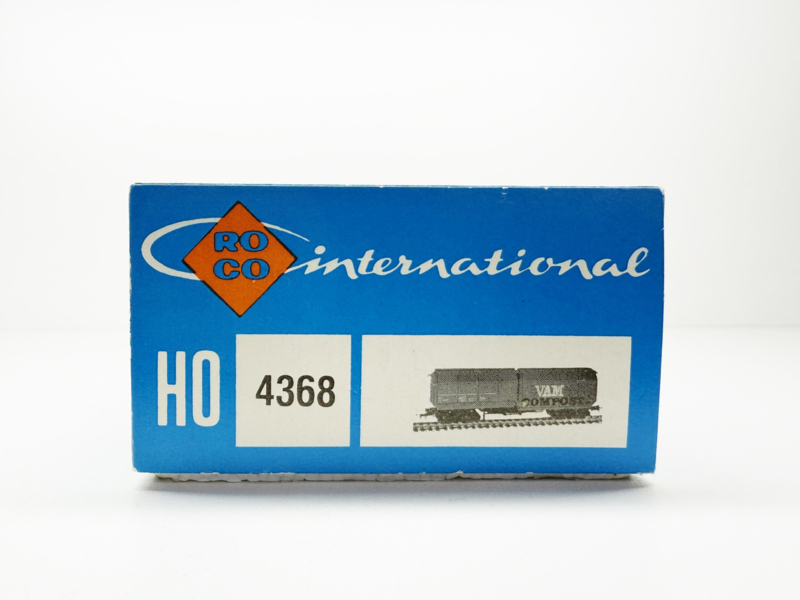 RO
CO
international
HO
4368
VAM
COMPOST